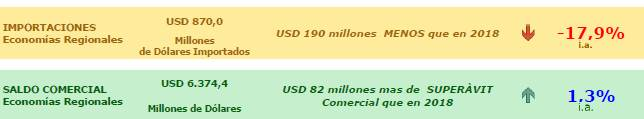 IMPORTACIONES
Economías Regionales
USD 870,0
Millones
de Dólares Importados
USD 190 millones MENOS que en 2018
-17,9%
i.a.
SALDO COMERCIAL
Economías Regionales
USD 6.374,4
Millones de Dólares
USD 82 millones mas de SUPERÀVIT
Comercial que en 2018
1,3%
i.a.